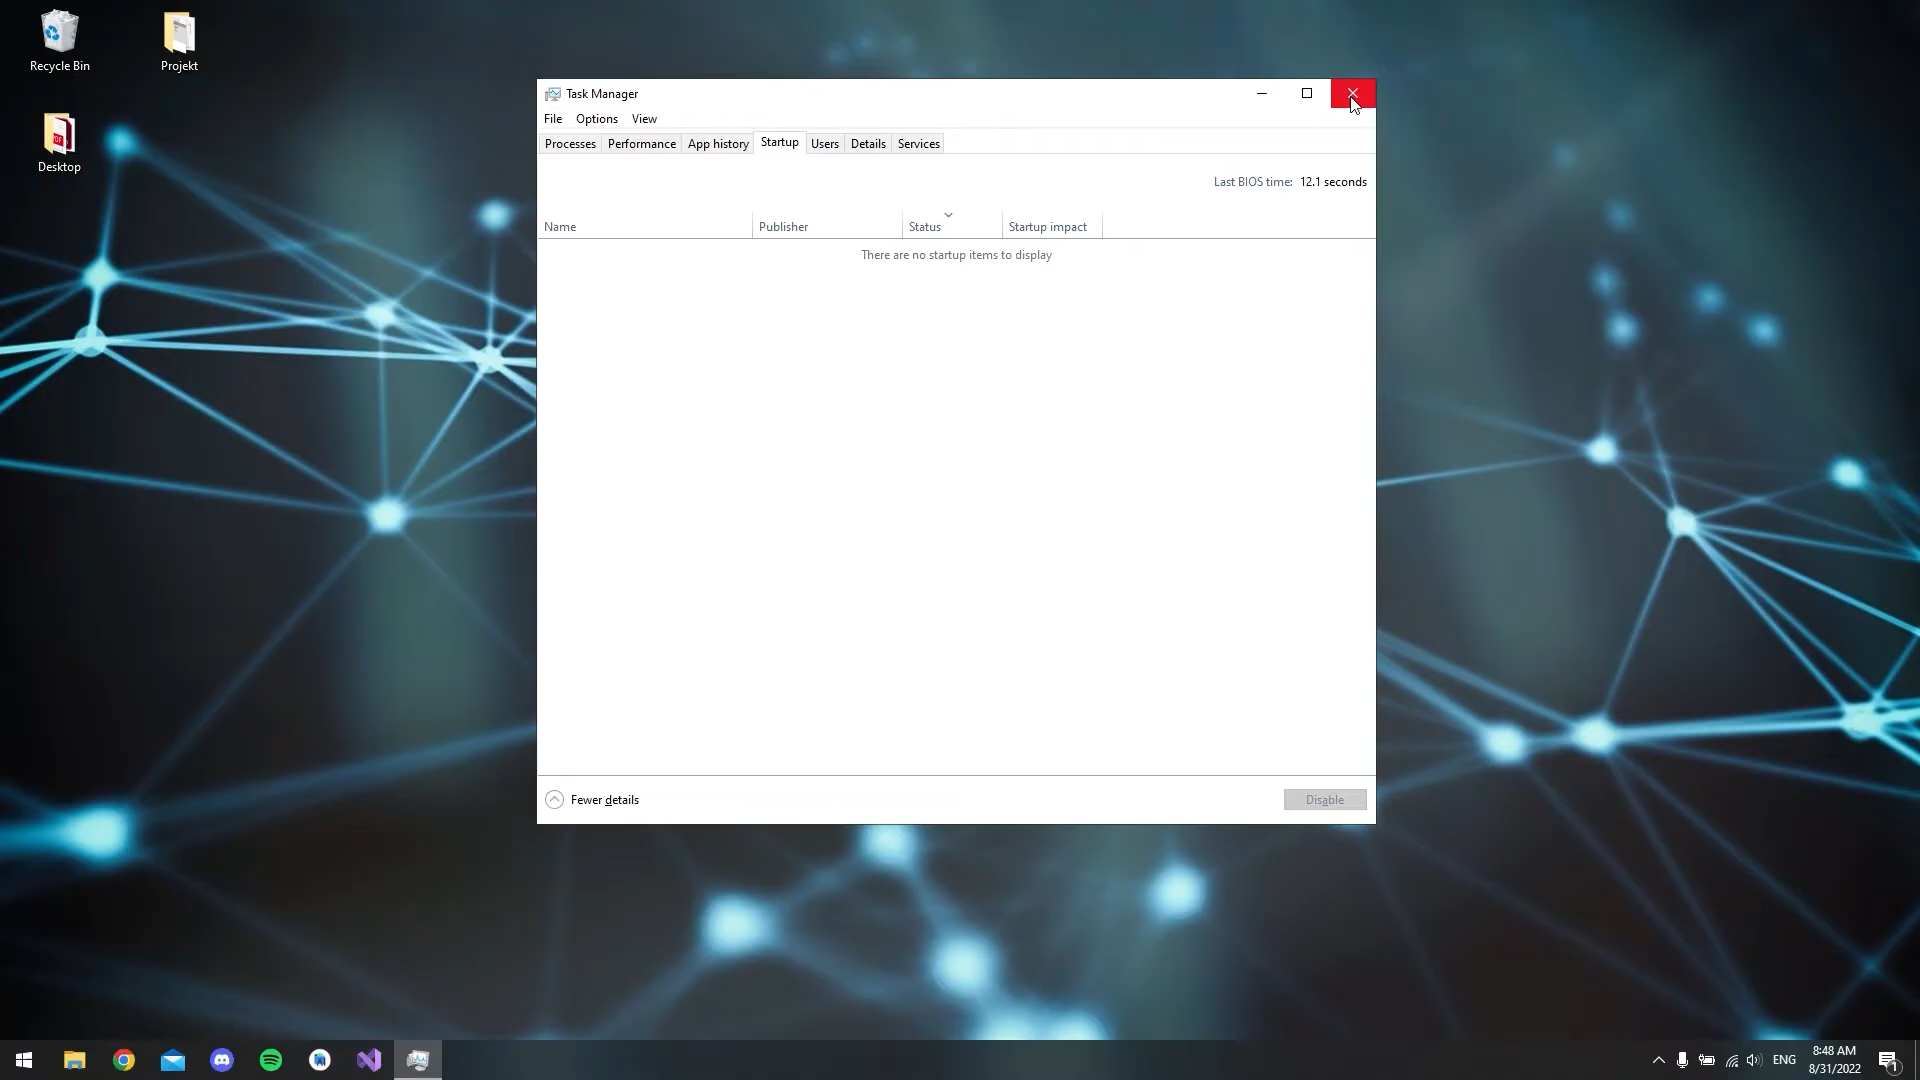 Recycle Bin
Projekt
Desktop
Task Manager
File Options View
Processes Performance App history Startup Users Details Services
Last BIOS time: 12.1 seconds
Name Publisher Status Startup impact
There are no startup items to display
Fewer details
Disable
ENG
8:48 AM
8/31/2022
1